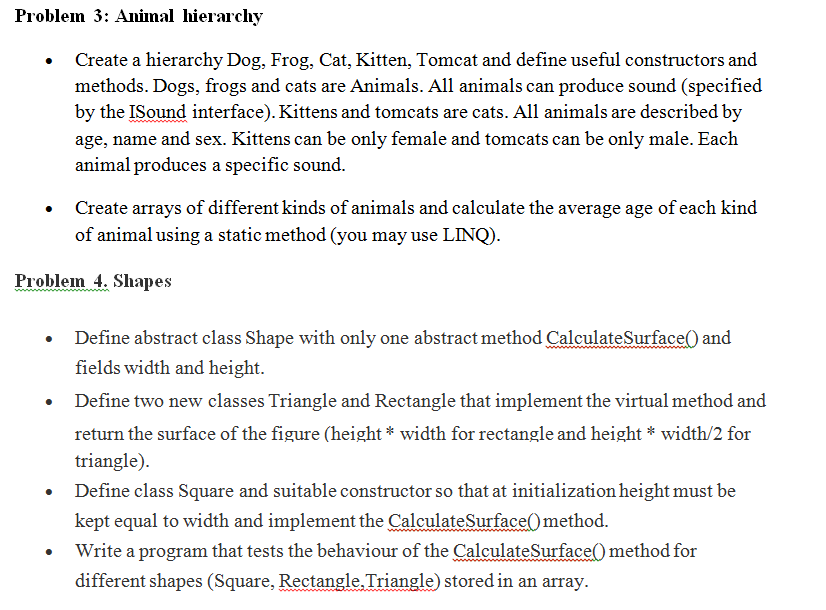 Problem 3: Animal hierarchy
• Create a hierarchy Dog, Frog, Cat, Kitten, Tomcat and define useful constructors and
methods. Dogs, frogs and cats are Animals. All animals can produce sound (specified
by the ISound interface). Kittens and tomcats are cats. All animals are described by
age, name and sex. Kittens can be only female and tomcats can be only male. Each
animal produces a specific sound.
• Create arrays of different kinds of animals and calculate the average age of each kind
of animal using a static method (you may use LINQ).
Problem 4. Shapes
• Define abstract class Shape with only one abstract method CalculateSurface() and
fields width and height.
• Define two new classes Triangle and Rectangle that implement the virtual method and
return the surface of the figure (height * width for rectangle and height * width/2 for
triangle).
• Define class Square and suitable constructor so that at initialization height must be
kept equal to width and implement the CalculateSurface() method.
• Write a program that tests the behaviour of the CalculateSurface() method for
different shapes (Square, Rectangle,Triangle) stored in an array.